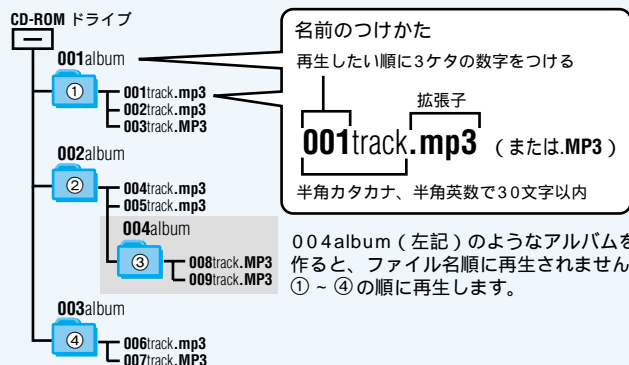 CD-ROM ドライブ
001album
①
001track.mp3
002track.mp3
003track.MP3
002album
②
004track.mp3
005track.mp3
004album
③
008track.MP3
009track.MP3
003album
④
006track.mp3
007track.MP3
名前のつけかた
再生したい順に3ケタの数字をつける
拡張子
001track.mp3 (または.MP3)
半角カタカナ、半角英数で30文字以内
004album(左記)のようなアルバムを
作ると、ファイル名順に再生されません
①~④の順に再生します。